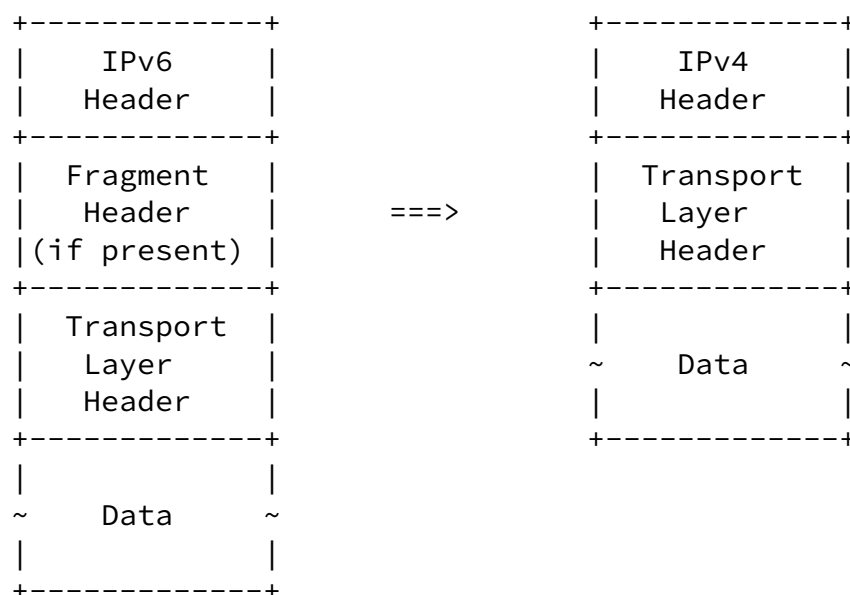 +-------------+ +-------------+
| IPv6 | | IPv4 |
| Header | | Header |
+-------------+ +-------------+
| Fragment | | Transport |
| Header | ===> | Layer |
|(if present) | | Header |
+-------------+ +-------------+
| Transport | | |
| Layer | ~ Data ~
| Header | | |
+-------------+ +-------------+
| |
~ Data ~
| |
+-------------+